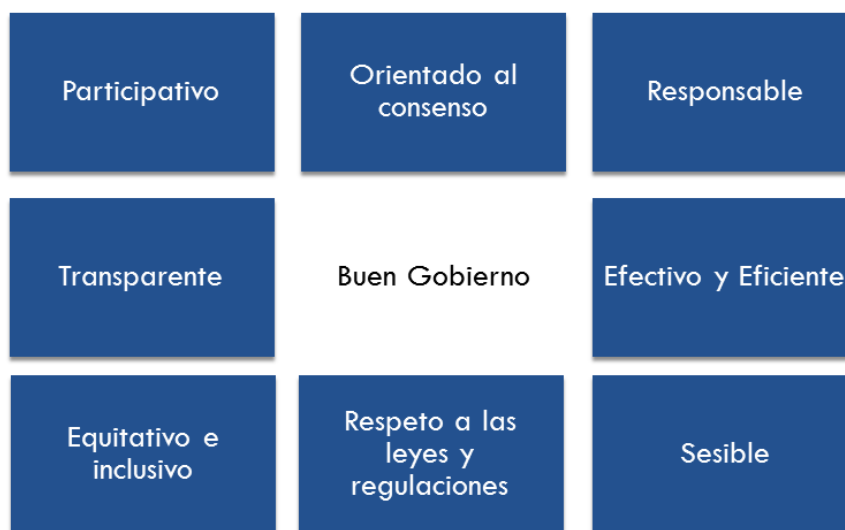 Participativo
Orientado al
consenso
Responsable
Transparente
Buen Gobierno
Efectivo y Eficiente
Equitativo e
inclusivo
Respeto a las
leyes y
regulaciones
Sesible